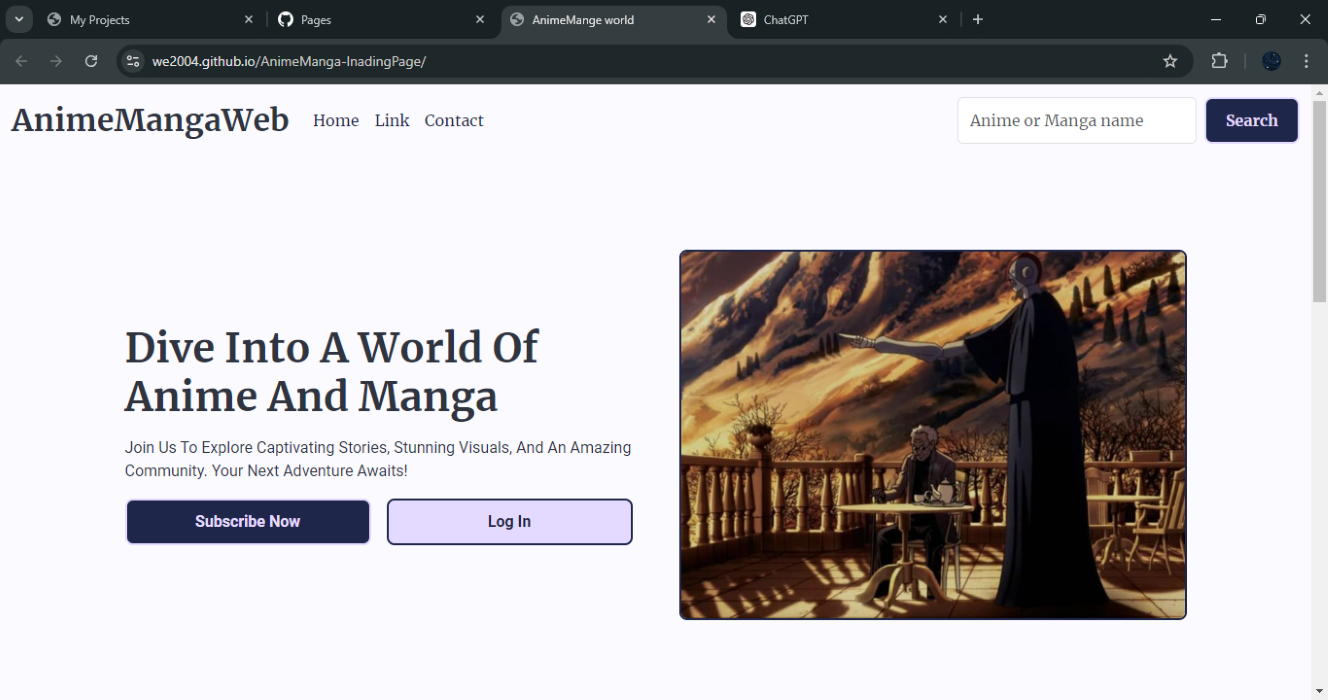 My Projects
Pages
AnimeMange world
ChatGPT
we2004.github.io/AnimeManga-lnadingPage/
AnimeMangaWeb
Home
Link
Contact
Anime or Manga name
Search
Dive Into A World Of
Anime And Manga
Join Us To Explore Captivating Stories, Stunning Visuals, And An Amazing
Community. Your Next Adventure Awaits!
Subscribe Now
Log In